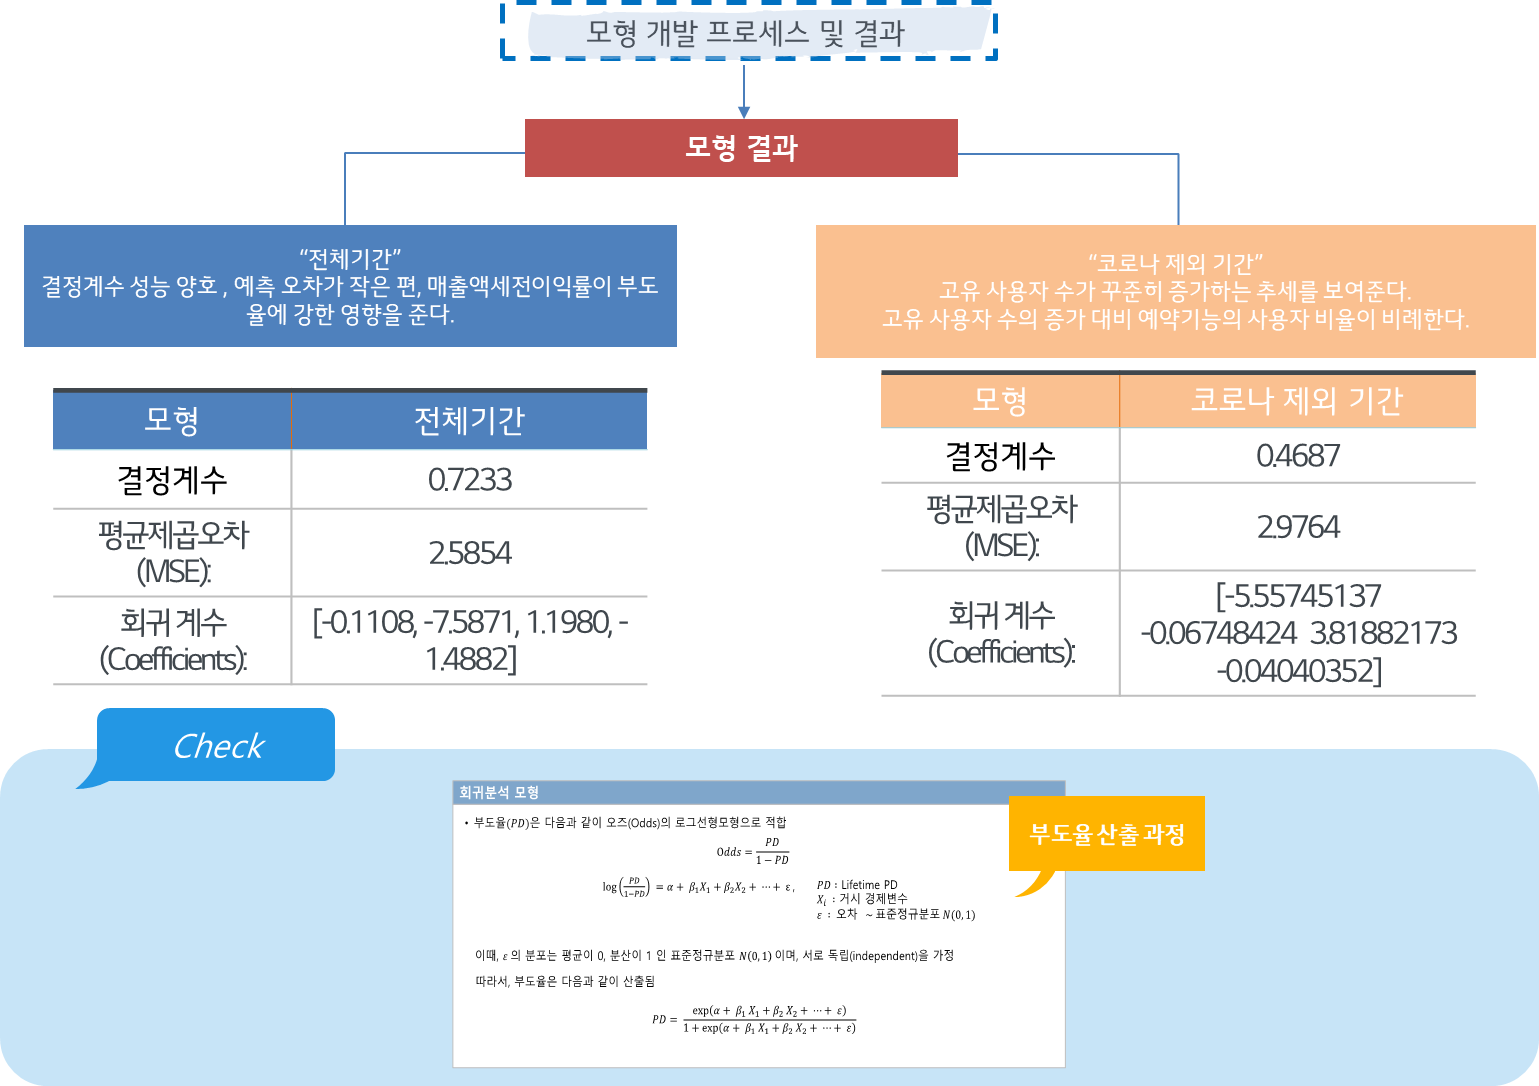 모형 개발 프로세스 및 결과
모형 결과
“전체기간”
결정계수 성능 양호 , 예측 오차가 작은 편, 매출액세전이익률이 부도
율에 강한 영향을 준다.
“코로나 제외 기간”
고유 사용자 수가 꾸준히 증가하는 추세를 보여준다.
고유 사용자 수의 증가 대비 예약기능의 사용자 비율이 비례한다.
모형 전체기간
결정계수 0.7233
평균제곱오차
(MSE):
2.5854
회귀 계수
(Coefficients):
[-0.1108, -7.5871, 1.1980, -
1.4882]
모형 코로나 제외 기간
결정계수 0.4687
평균제곱오차
(MSE):
2.9764
회귀 계수
(Coefficients):
[-5.55745137
-0.06748424 3.81882173
-0.04040352]
Check
회귀분석 모형
부도율 산출 과정
• 부도율(PD)은 다음과 같이 오즈(Odds)의 로그선형모형으로 적합
Odds = PD / (1 − PD)
log(PD/(1−PD)) = α + β₁X₁ + β₂X₂ + ⋯ + ε ,
PD : Lifetime PD
Xᵢ : 거시 경제변수
ε : 오차 ~ 표준정규분포 N(0, 1)
이때, ε 의 분포는 평균이 0, 분산이 1 인 표준정규분포 N(0, 1) 이며, 서로 독립(independent)을 가정
따라서, 부도율은 다음과 같이 산출됨
PD = exp(α + β₁ X₁ + β₂ X₂ + ⋯ + ε) / (1 + exp(α + β₁ X₁ + β₂ X₂ + ⋯ + ε))